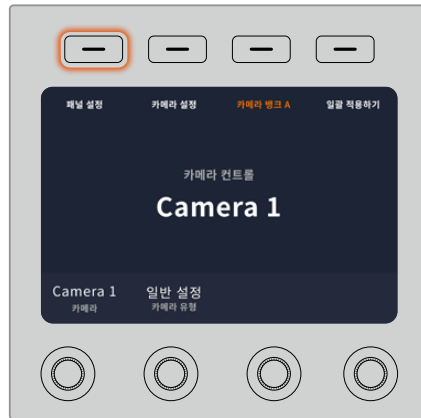 패널 설정 카메라 설정 카메라 뱅크 A 일괄 적용하기
카메라 컨트롤
Camera 1
Camera 1 일반 설정
카메라 카메라 유형